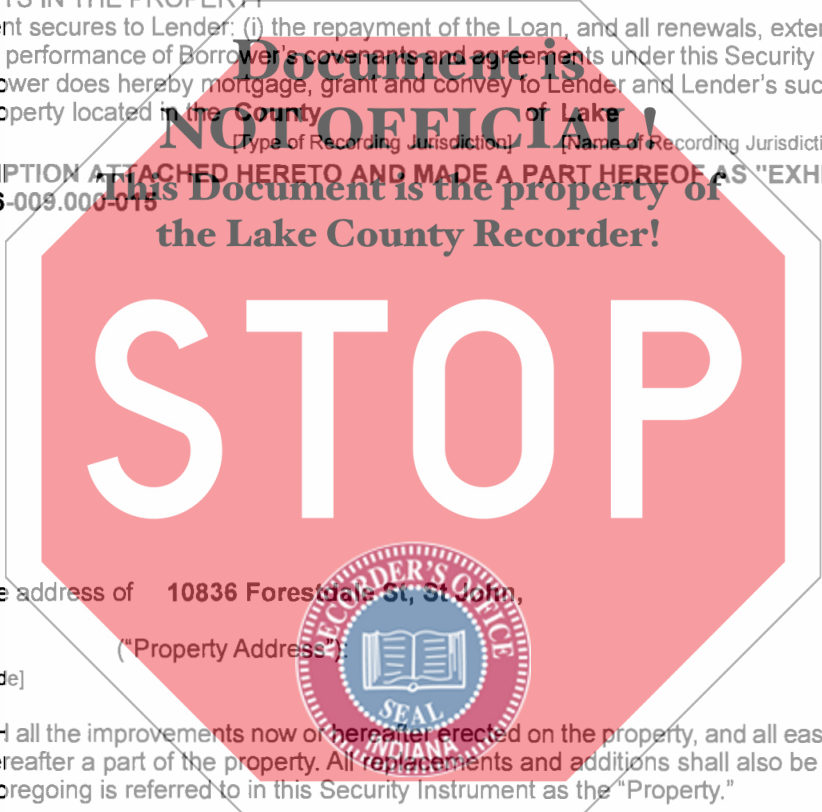 TS IN THE PROPERTY
nt secures to Lender: (i) the repayment of the Loan, and all renewals, exten
performance of Borrower's covenants and agreements under this Security
Document is
ower does hereby mortgage, grant and convey to Lender and Lender's suc
operty located in the County of Lake
NOT OFFICIAL!
[Type of Recording Jurisdiction] [Name of Recording Jurisdicti
PTION ATTACHED HERETO AND MADE A PART HEREOF AS "EXHI
This Document is the property of
S-009.000-015
the Lake County Recorder!
STOP
e address of 10836 Forestdale St, St John,
("Property Address"):
de]
RECORDER'S OFFICE
SEAL
INDIANA
H all the improvements now or hereafter erected on the property, and all eas
ereafter a part of the property. All replacements and additions shall also be
oregoing is referred to in this Security Instrument as the “Property.”